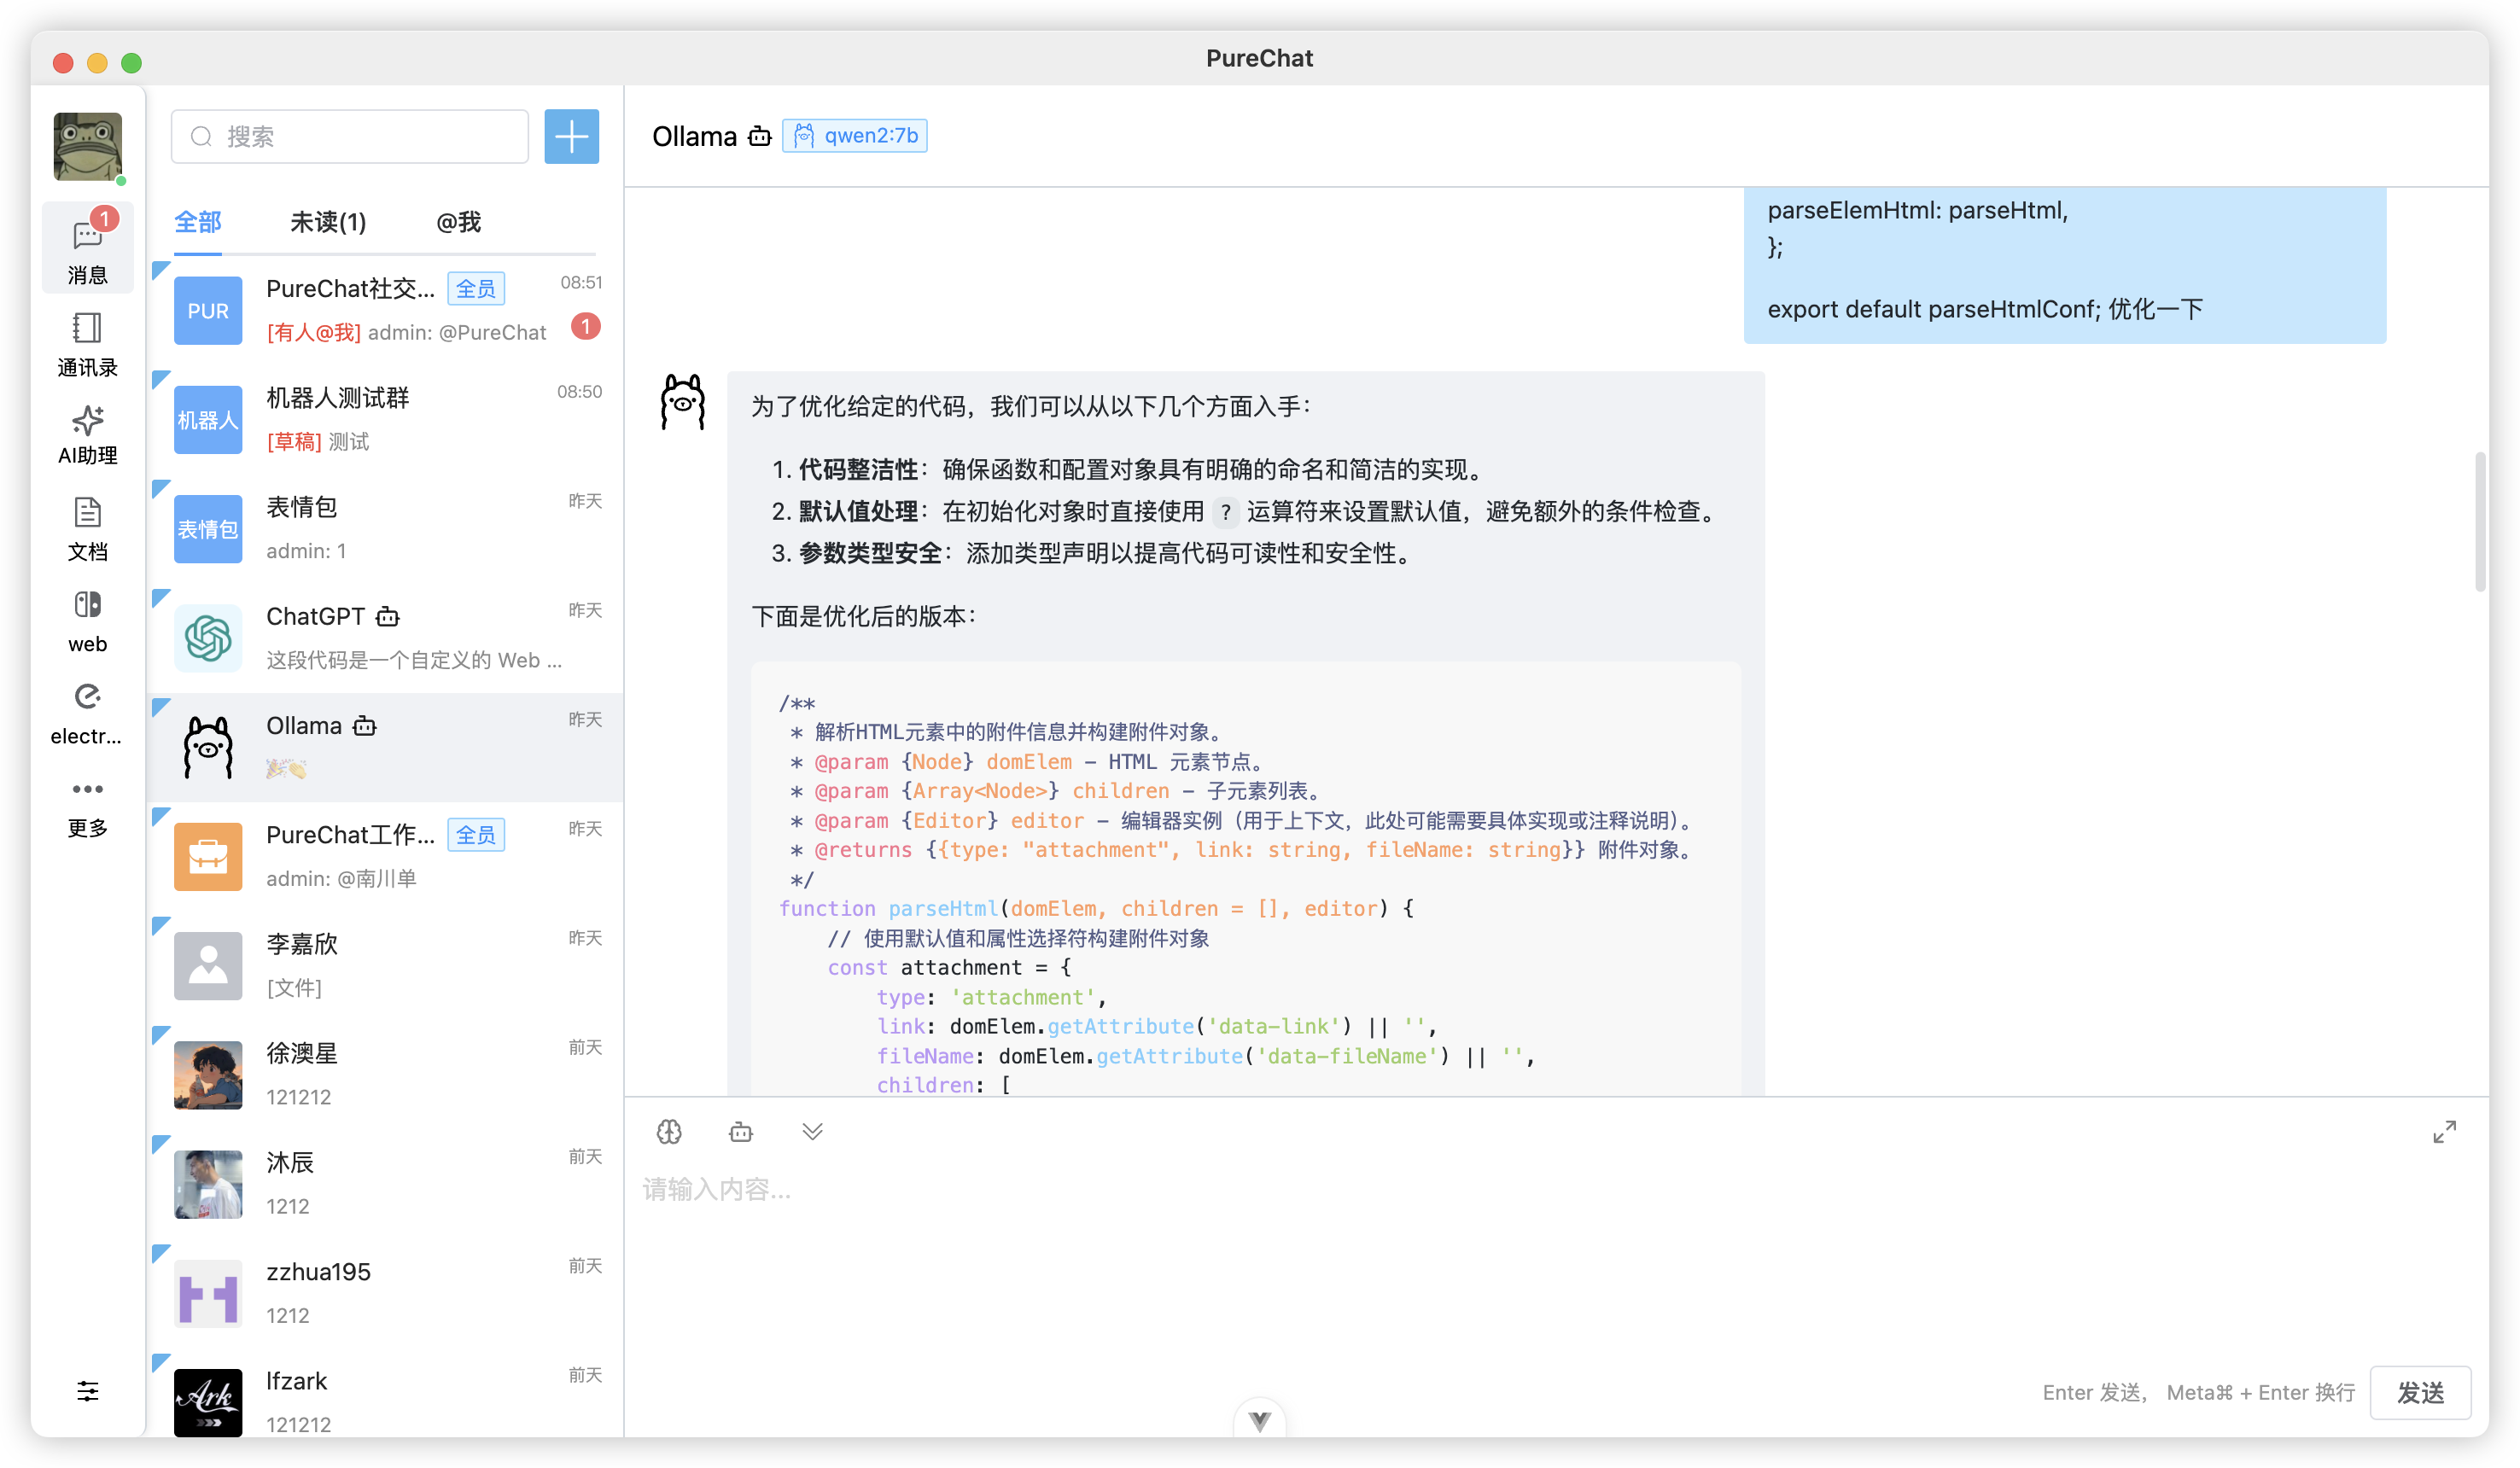 PureChat
1
消息
通讯录
AI助理
文档
web
electr...
更多
搜索
全部 未读(1) @我
PUR
PureChat社交... 全员 08:51
[有人@我] admin: @PureChat 1
机器人
机器人测试群 08:50
[草稿] 测试
表情包
表情包 昨天
admin: 1
ChatGPT 昨天
这段代码是一个自定义的 Web ...
Ollama 昨天
PureChat工作... 全员 昨天
admin: @南川单
李嘉欣 昨天
[文件]
徐澳星 前天
121212
沐辰 前天
1212
zzhua195 前天
1212
Ark
lfzark 前天
121212
Ollama qwen2:7b
parseElemHtml: parseHtml,
};
export default parseHtmlConf; 优化一下
为了优化给定的代码，我们可以从以下几个方面入手：
1. 代码整洁性：确保函数和配置对象具有明确的命名和简洁的实现。
2. 默认值处理：在初始化对象时直接使用 ? 运算符来设置默认值，避免额外的条件检查。
3. 参数类型安全：添加类型声明以提高代码可读性和安全性。
下面是优化后的版本：
/**
 * 解析HTML元素中的附件信息并构建附件对象。
 * @param {Node} domElem - HTML 元素节点。
 * @param {Array<Node>} children - 子元素列表。
 * @param {Editor} editor - 编辑器实例（用于上下文，此处可能需要具体实现或注释说明）。
 * @returns {{type: "attachment", link: string, fileName: string}} 附件对象。
 */
function parseHtml(domElem, children = [], editor) {
    // 使用默认值和属性选择符构建附件对象
    const attachment = {
        type: 'attachment',
        link: domElem.getAttribute('data-link') || '',
        fileName: domElem.getAttribute('data-fileName') || '',
        children: [
请输入内容...
Enter 发送， Meta⌘ + Enter 换行 发送